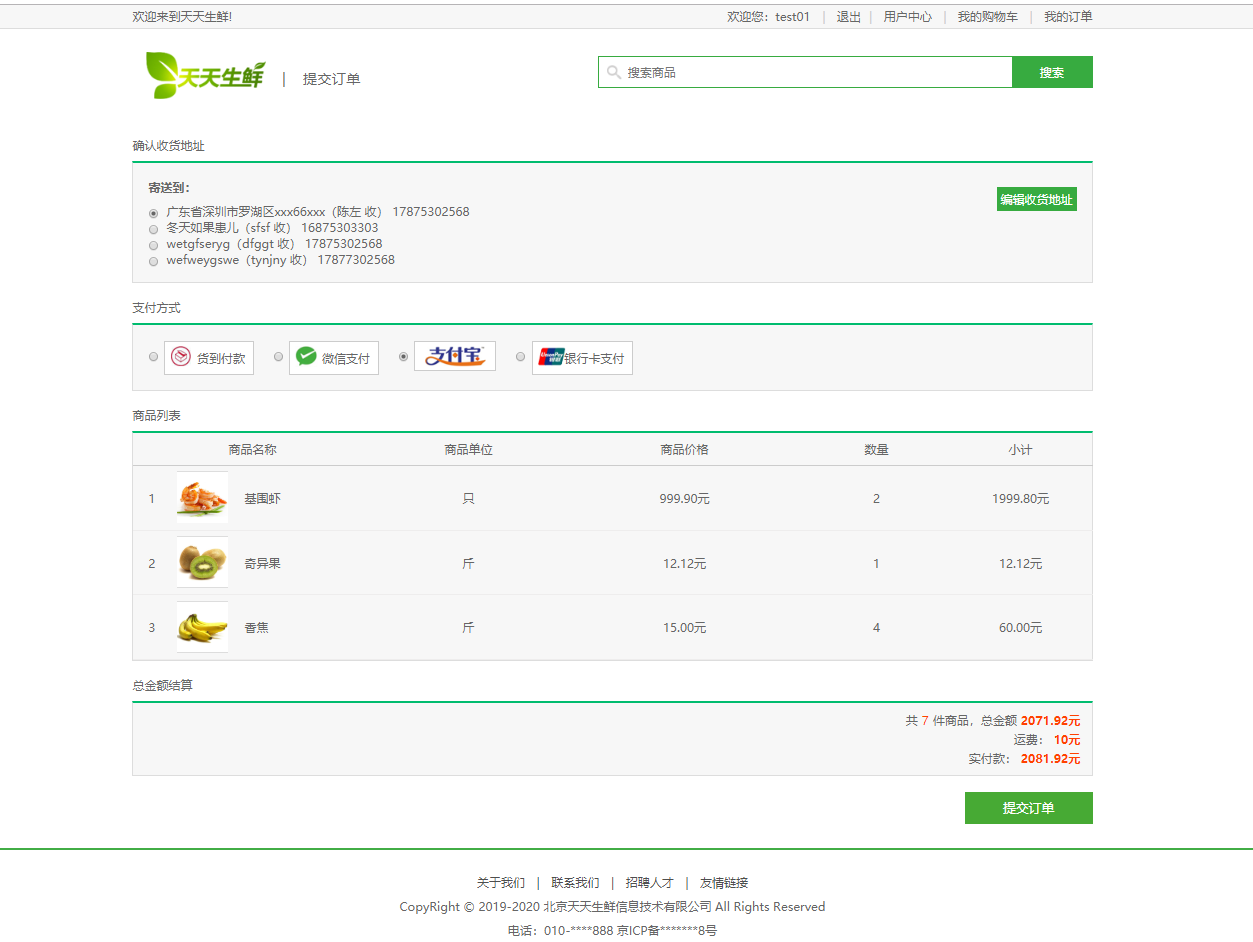 欢迎来到天天生鲜!
欢迎您：test01 | 退出 | 用户中心 | 我的购物车 | 我的订单
天天生鲜 | 提交订单
搜索商品 搜索
确认收货地址
寄送到：
编辑收货地址
广东省深圳市罗湖区xxx66xxx（陈左 收） 17875302568
冬天如果患儿（sfsf 收） 16875303303
wetgfseryg（dfggt 收） 17875302568
wefweygswe（tynjny 收） 17877302568
支付方式
货到付款 微信支付 支付宝 UnionPay 银联 银行卡支付
商品列表
商品名称 商品单位 商品价格 数量 小计
1 基围虾 只 999.90元 2 1999.80元
2 奇异果 斤 12.12元 1 12.12元
3 香焦 斤 15.00元 4 60.00元
总金额结算
共 7 件商品，总金额 2071.92元
运费： 10元
实付款： 2081.92元
提交订单
关于我们 | 联系我们 | 招聘人才 | 友情链接
CopyRight © 2019-2020 北京天天生鲜信息技术有限公司 All Rights Reserved
电话：010-****888 京ICP备*******8号